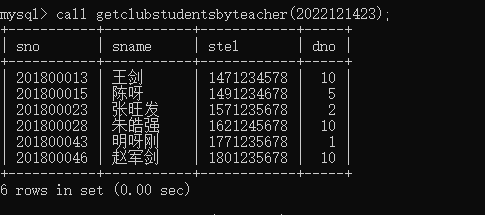 mysql> call getclubstudentsbyteacher(2022121423);
+-----------+--------+------------+-----+
| sno | sname | stel | dno |
+-----------+--------+------------+-----+
| 201800013 | 王剑 | 1471234578 | 10 |
| 201800015 | 陈呀 | 1491234678 | 5 |
| 201800023 | 张旺发 | 1571235678 | 2 |
| 201800028 | 朱皓强 | 1621245678 | 10 |
| 201800043 | 明呀刚 | 1771235678 | 1 |
| 201800046 | 赵军剑 | 1801235678 | 10 |
+-----------+--------+------------+-----+
6 rows in set (0.00 sec)